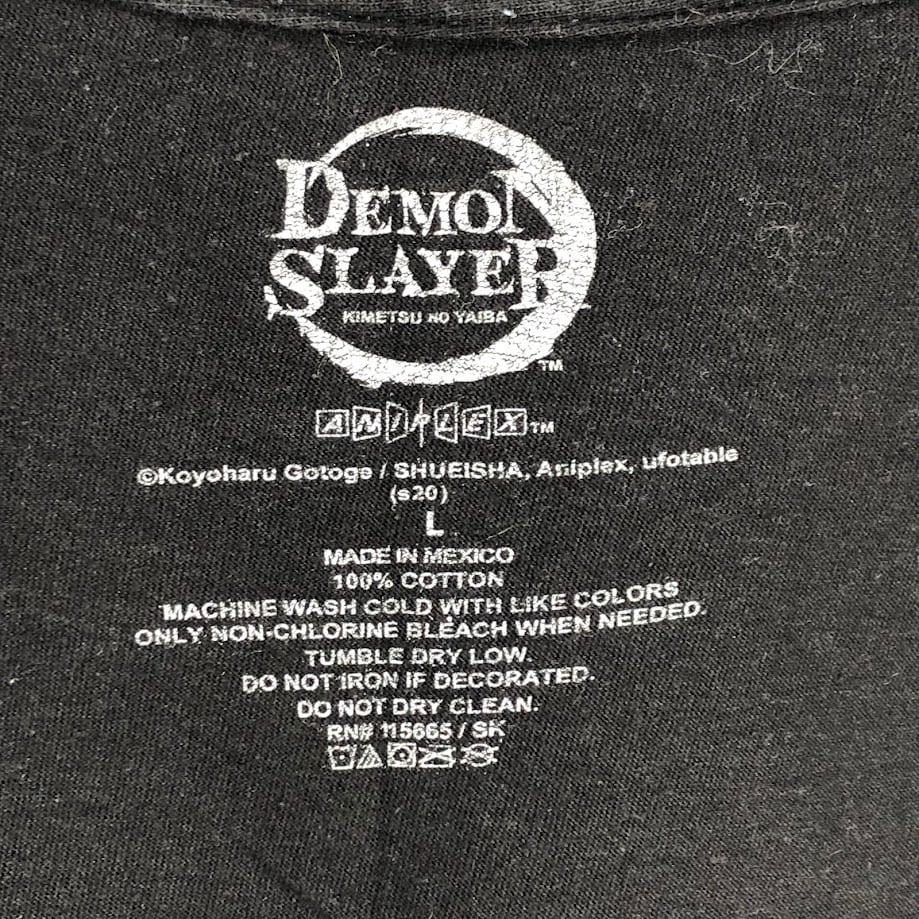 DEMON
SLAYER
KIMETSU NO YAIBA
™
ANIPLEX™
©Koyoharu Gotoge / SHUEISHA, Aniplex, ufotable
(s20)
L
MADE IN MEXICO
100% COTTON
MACHINE WASH COLD WITH LIKE COLORS
ONLY NON-CHLORINE BLEACH WHEN NEEDED.
TUMBLE DRY LOW.
DO NOT IRON IF DECORATED.
DO NOT DRY CLEAN.
RN# 115665 / SK